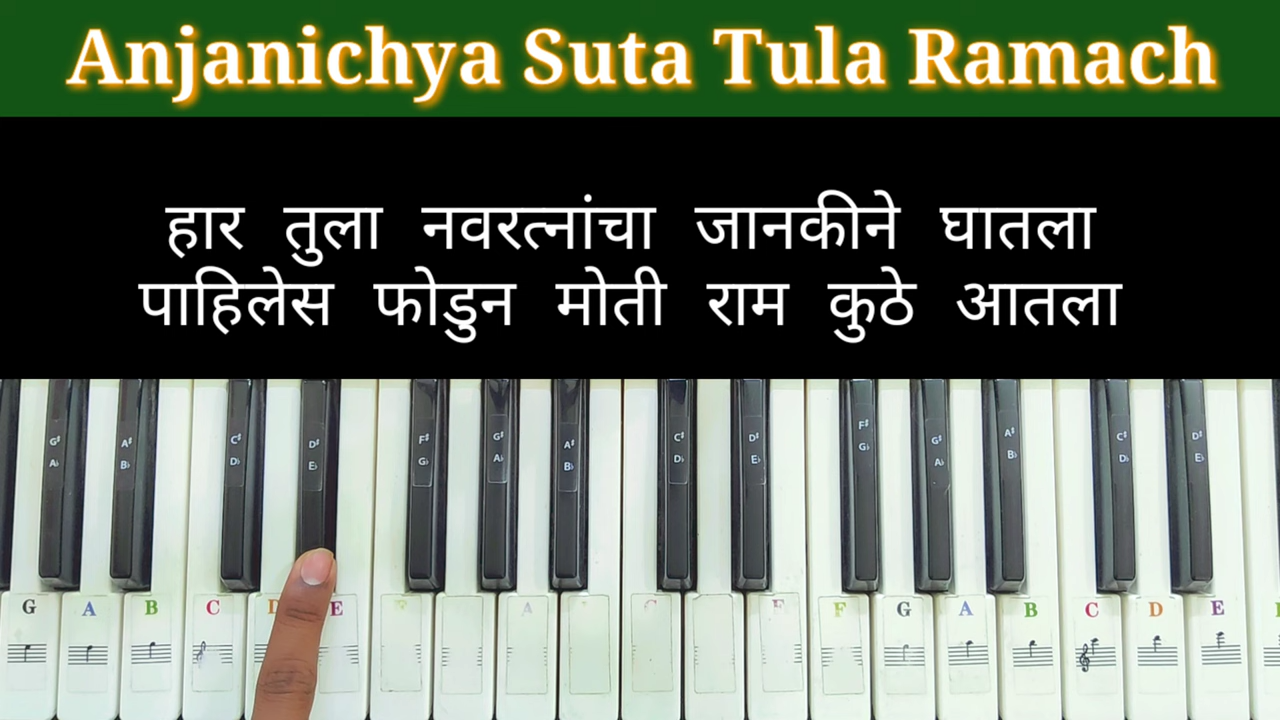 Anjanichya Suta Tula Ramach
हार तुला नवरत्नांचा जानकीने घातला
पाहिलेस फोडुन मोती राम कुठे आतला
G♯ A♯ C♯ D♯ F♯ G♯ A♯ C♯ D♯ F♯ G♯ A♯ C♯ D♯
A♭ B♭ D♭ E♭ G♭ A♭ B♭ D♭ E♭ G♭ A♭ B♭ D♭ E♭
G A B C D E F A C E F G A B C D E